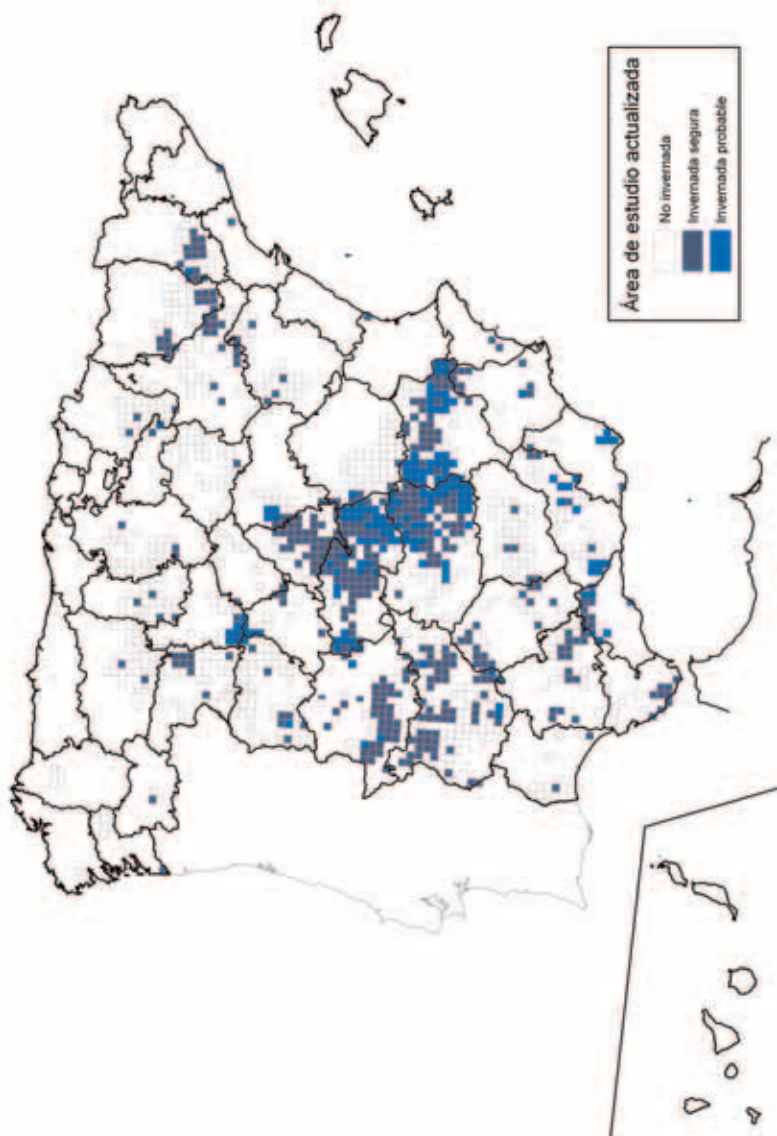 Área de estudio actualizada
No invernada
Invernada segura
Invernada probable